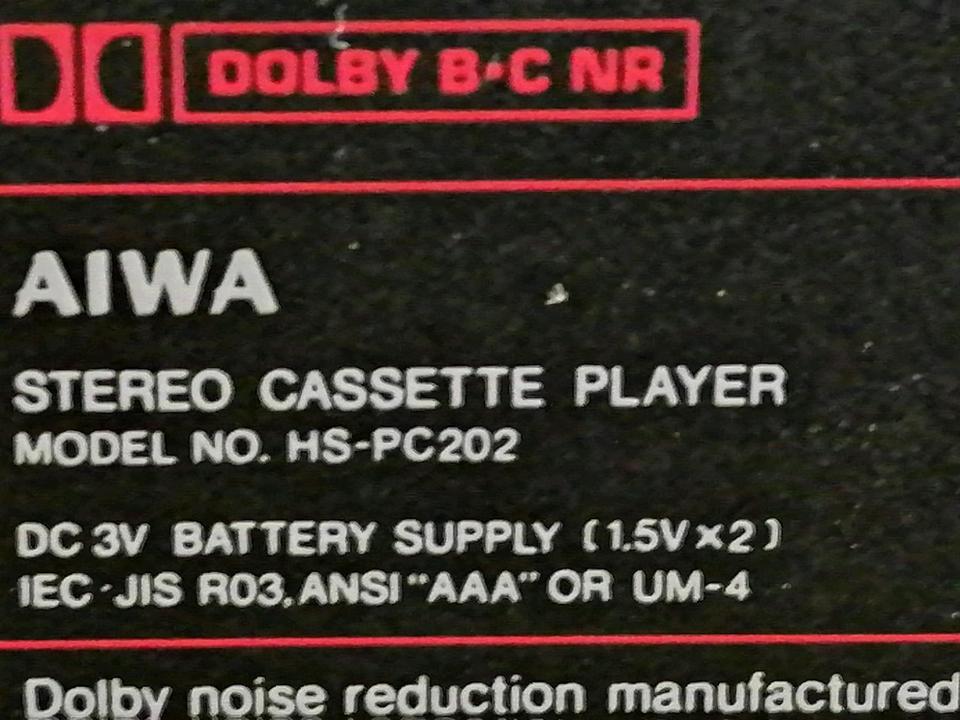 DOLBY B·C NR
AIWA
STEREO CASSETTE PLAYER
MODEL NO. HS-PC202
DC 3V BATTERY SUPPLY (1.5V×2)
IEC·JIS R03, ANSI "AAA" OR UM-4
Dolby noise reduction manufactured